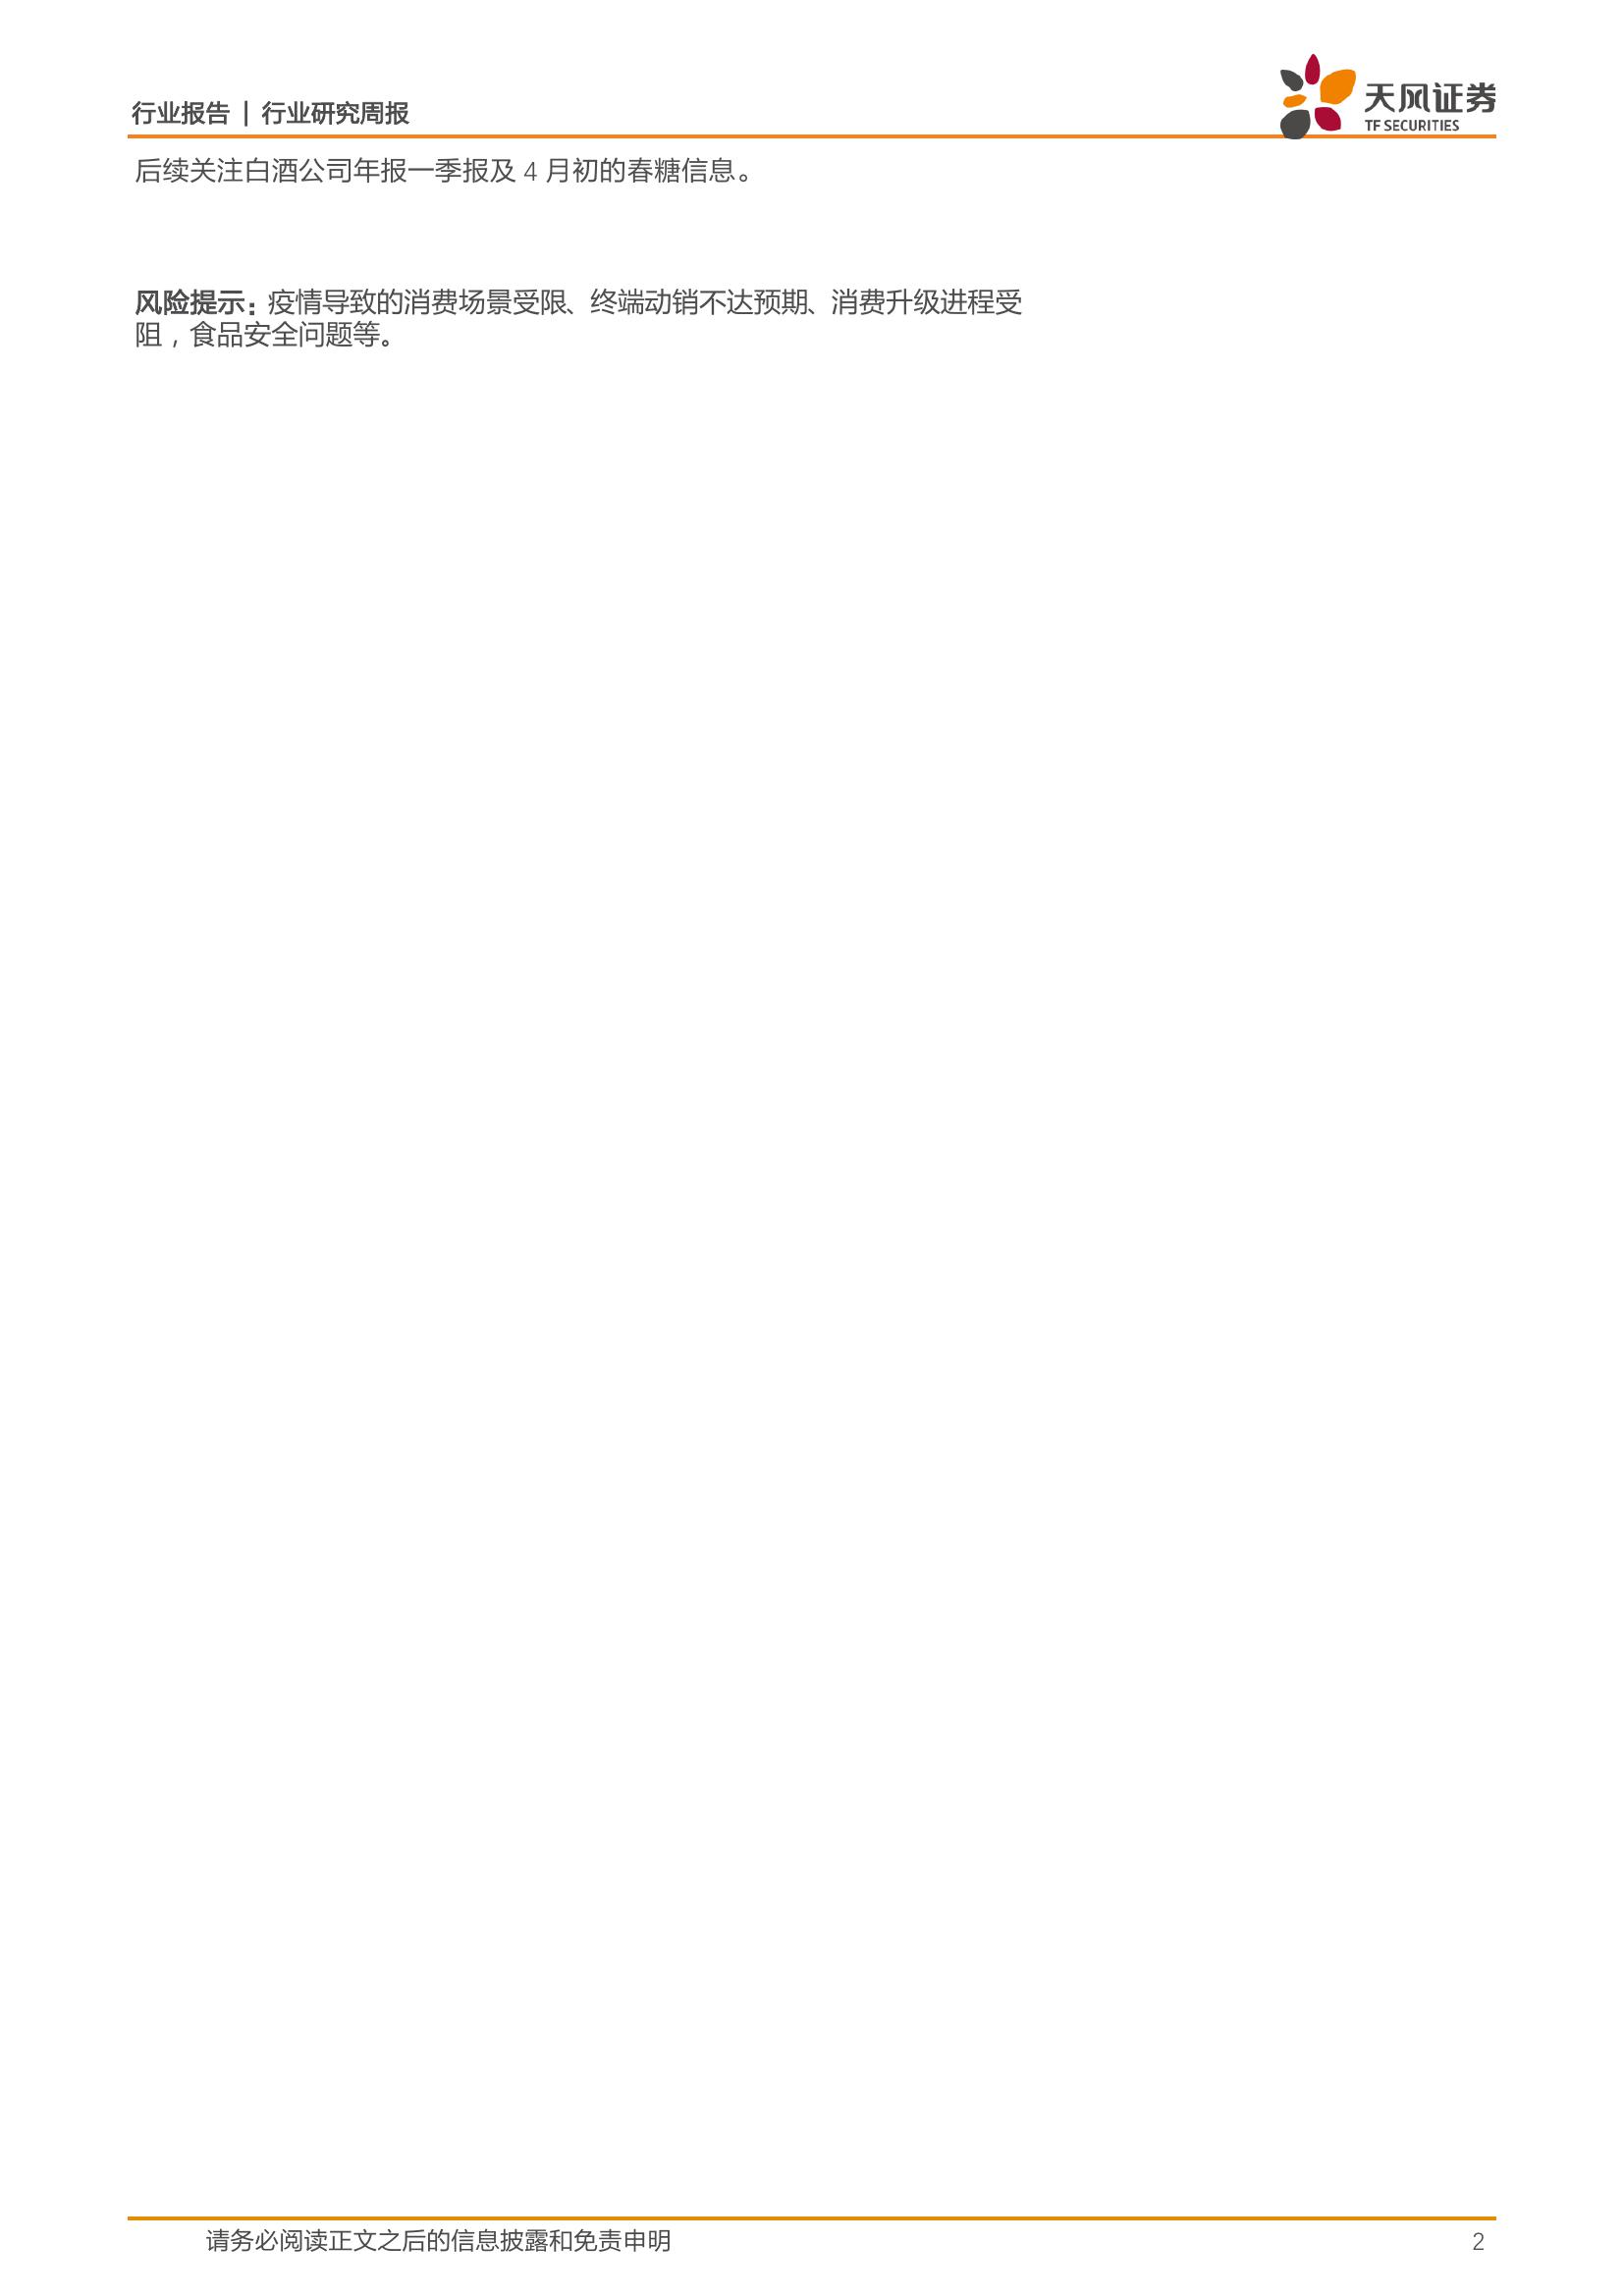 行业报告 | 行业研究周报
天风证券
TF SECURITIES
后续关注白酒公司年报一季报及 4 月初的春糖信息。
风险提示：疫情导致的消费场景受限、终端动销不达预期、消费升级进程受
阻，食品安全问题等。
请务必阅读正文之后的信息披露和免责申明
2